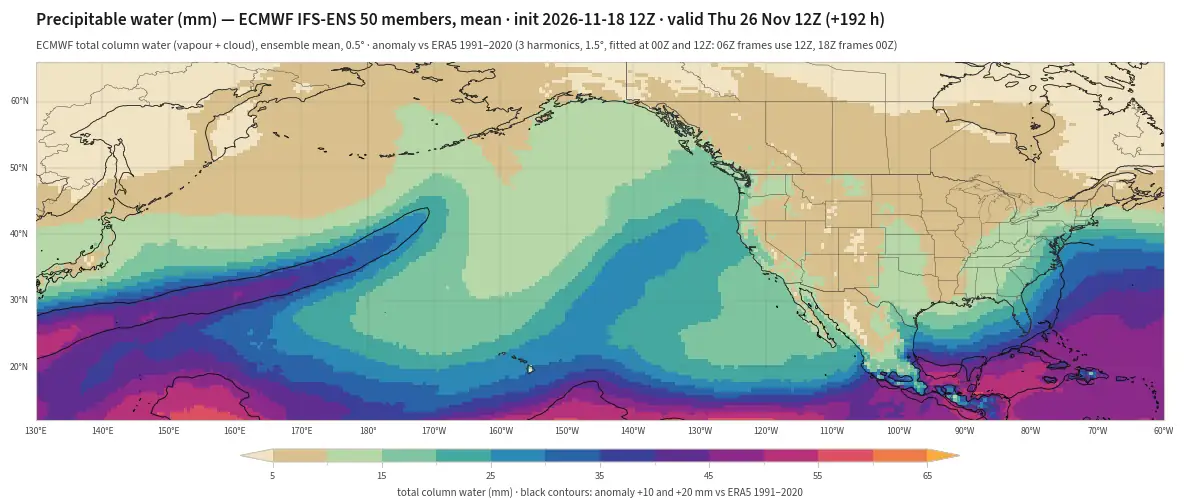 Precipitable water (mm) — ECMWF IFS-ENS 50 members, mean · init 2026-11-18 12Z · valid Thu 26 Nov 12Z (+192 h)
ECMWF total column water (vapour + cloud), ensemble mean, 0.5° · anomaly vs ERA5 1991–2020 (3 harmonics, 1.5°, fitted at 00Z and 12Z: 06Z frames use 12Z, 18Z frames 00Z)
60°N
50°N
40°N
30°N
20°N
130°E 140°E 150°E 160°E 170°E 180° 170°W 160°W 150°W 140°W 130°W 120°W 110°W 100°W 90°W 80°W 70°W 60°W
5 15 25 35 45 55 65
total column water (mm) · black contours: anomaly +10 and +20 mm vs ERA5 1991–2020